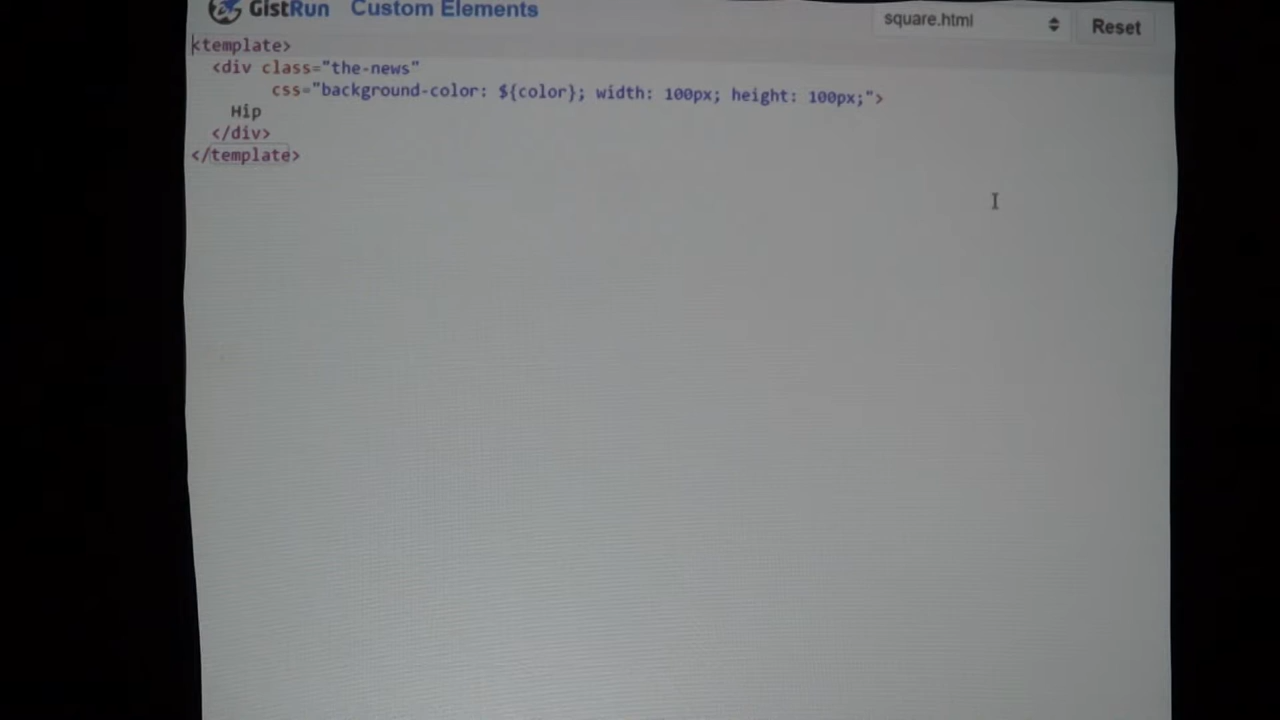 GistRun Custom Elements square.html Reset
<template>
<div class="the-news"
css="background-color: ${color}; width: 100px; height: 100px;">
Hip
</div>
</template>